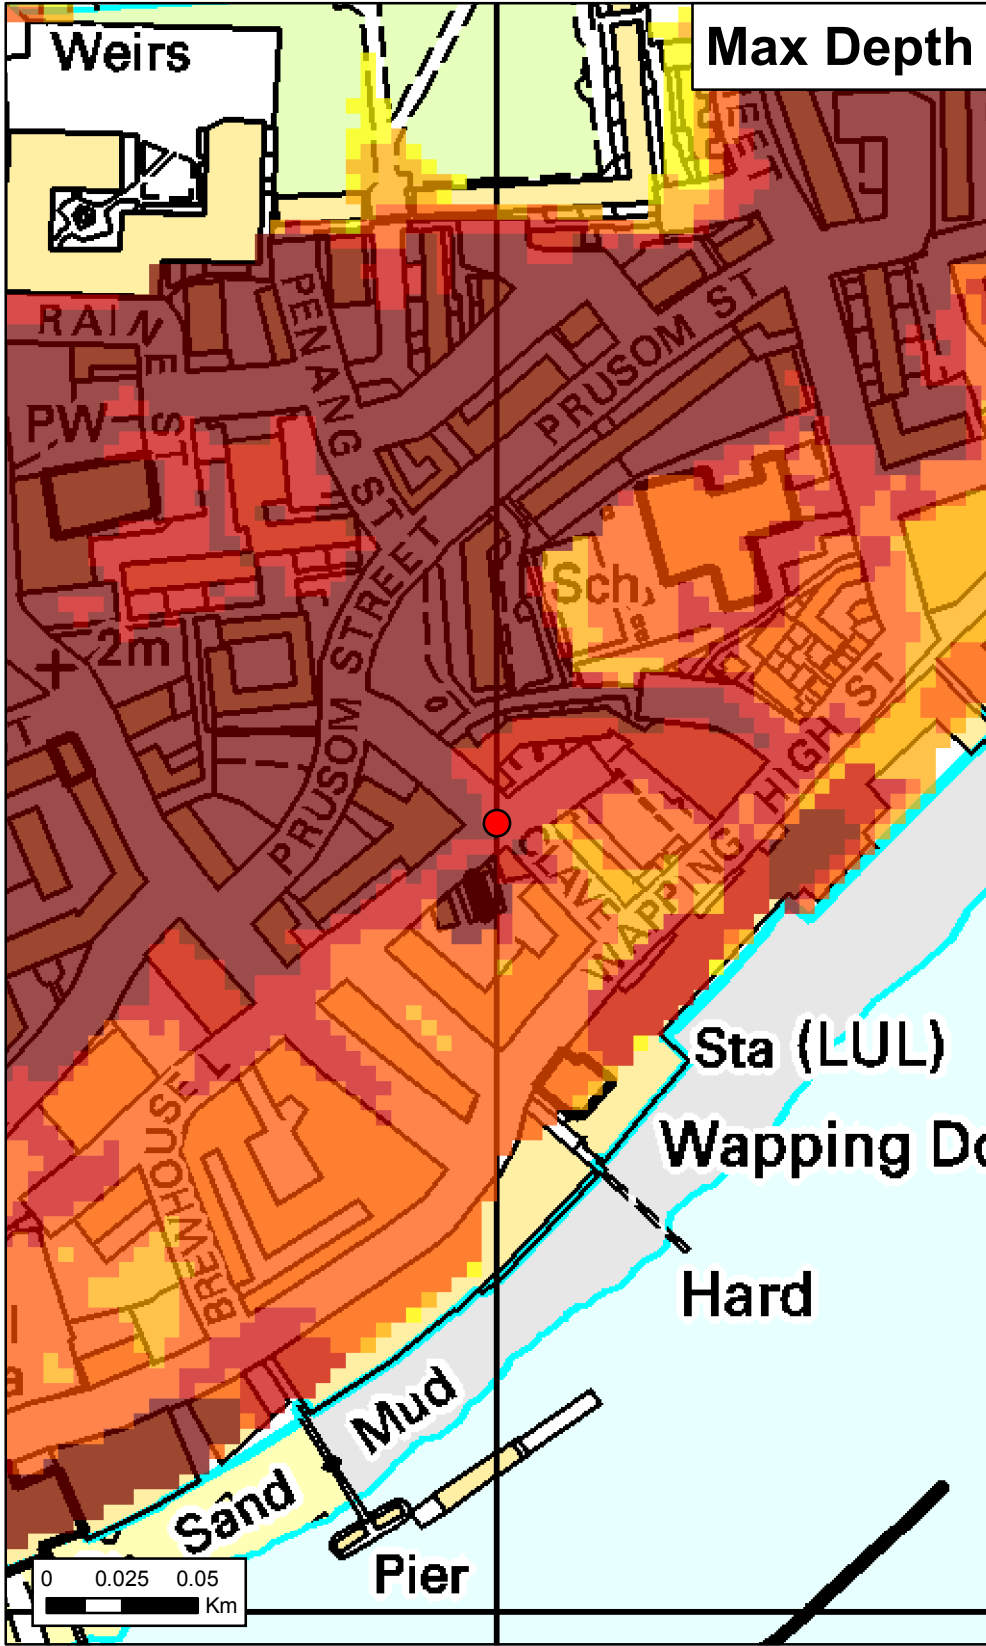 Max Depth
Weirs
REET
RAINE ST
PENANG ST
PRUSOM ST
PW
2m
PRUSOM STREET
Sch
WAPPING HIGH ST
CLAVE
Sta (LUL)
Wapping Do
BREWHOUSE L
Hard
Mud
Sand
Pier
0 0.025 0.05
Km